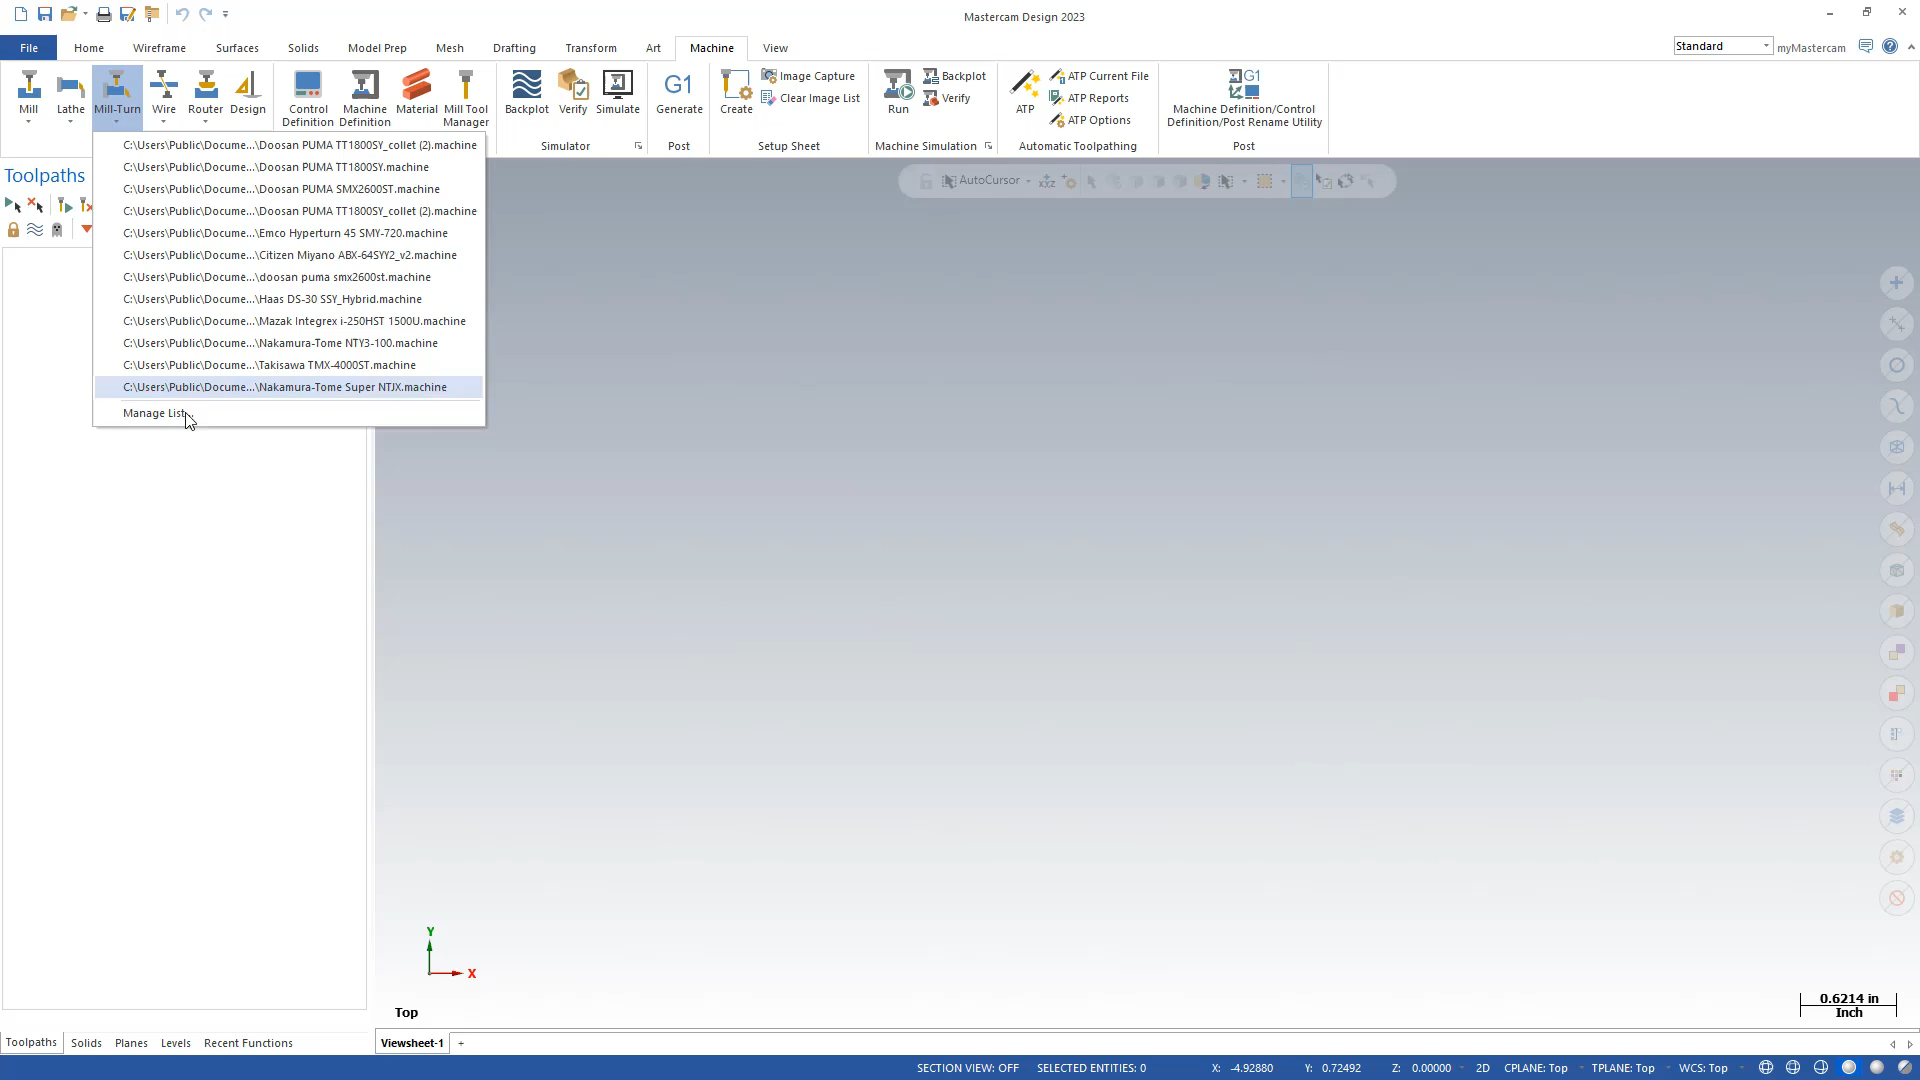 Mastercam Design 2023
File Home Wireframe Surfaces Solids Model Prep Mesh Drafting Transform Art Machine View Standard myMastercam
Mill Lathe Mill-Turn Wire Router Design
Control Definition
Machine Definition
Material
Mill Tool Manager
Backplot Verify Simulate
Simulator
G1
Generate
Post
Create
Image Capture
Clear Image List
Setup Sheet
Run
Backplot
Verify
Machine Simulation
ATP
ATP Current File
ATP Reports
ATP Options
Automatic Toolpathing
G1
Machine Definition/Control
Definition/Post Rename Utility
Post
C:\Users\Public\Docume...\Doosan PUMA TT1800SY_collet (2).machine
C:\Users\Public\Docume...\Doosan PUMA TT1800SY.machine
C:\Users\Public\Docume...\Doosan PUMA SMX2600ST.machine
C:\Users\Public\Docume...\Doosan PUMA TT1800SY_collet (2).machine
C:\Users\Public\Docume...\Emco Hyperturn 45 SMY-720.machine
C:\Users\Public\Docume...\Citizen Miyano ABX-64SYY2_v2.machine
C:\Users\Public\Docume...\doosan puma smx2600st.machine
C:\Users\Public\Docume...\Haas DS-30 SSY_Hybrid.machine
C:\Users\Public\Docume...\Mazak Integrex i-250HST 1500U.machine
C:\Users\Public\Docume...\Nakamura-Tome NTY3-100.machine
C:\Users\Public\Docume...\Takisawa TMX-4000ST.machine
C:\Users\Public\Docume...\Nakamura-Tome Super NTJX.machine
Manage List...
Toolpaths
AutoCursor
XYZ
Y
X
Top
0.6214 in
Inch
Toolpaths Solids Planes Levels Recent Functions
Viewsheet-1 +
SECTION VIEW: OFF SELECTED ENTITIES: 0 X: -4.92880 Y: 0.72492 Z: 0.00000 2D CPLANE: Top TPLANE: Top WCS: Top